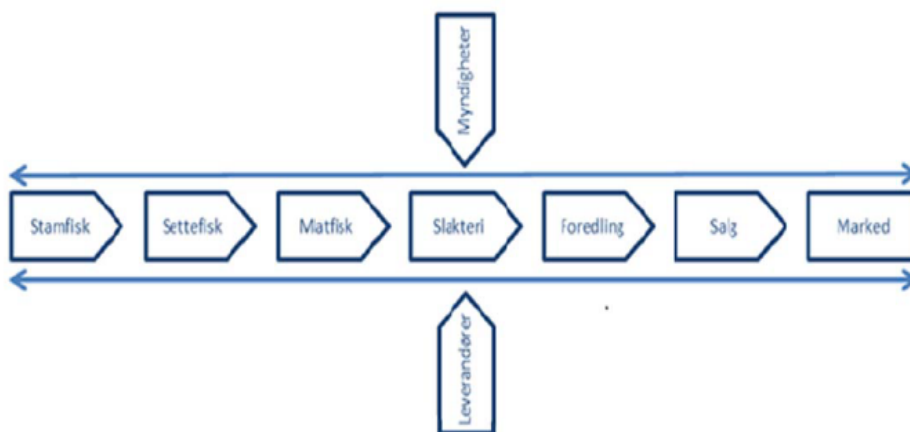 Myndigheter
Stamfisk Settefisk Matfisk Slakteri Foredling Salg Marked
Leverandører